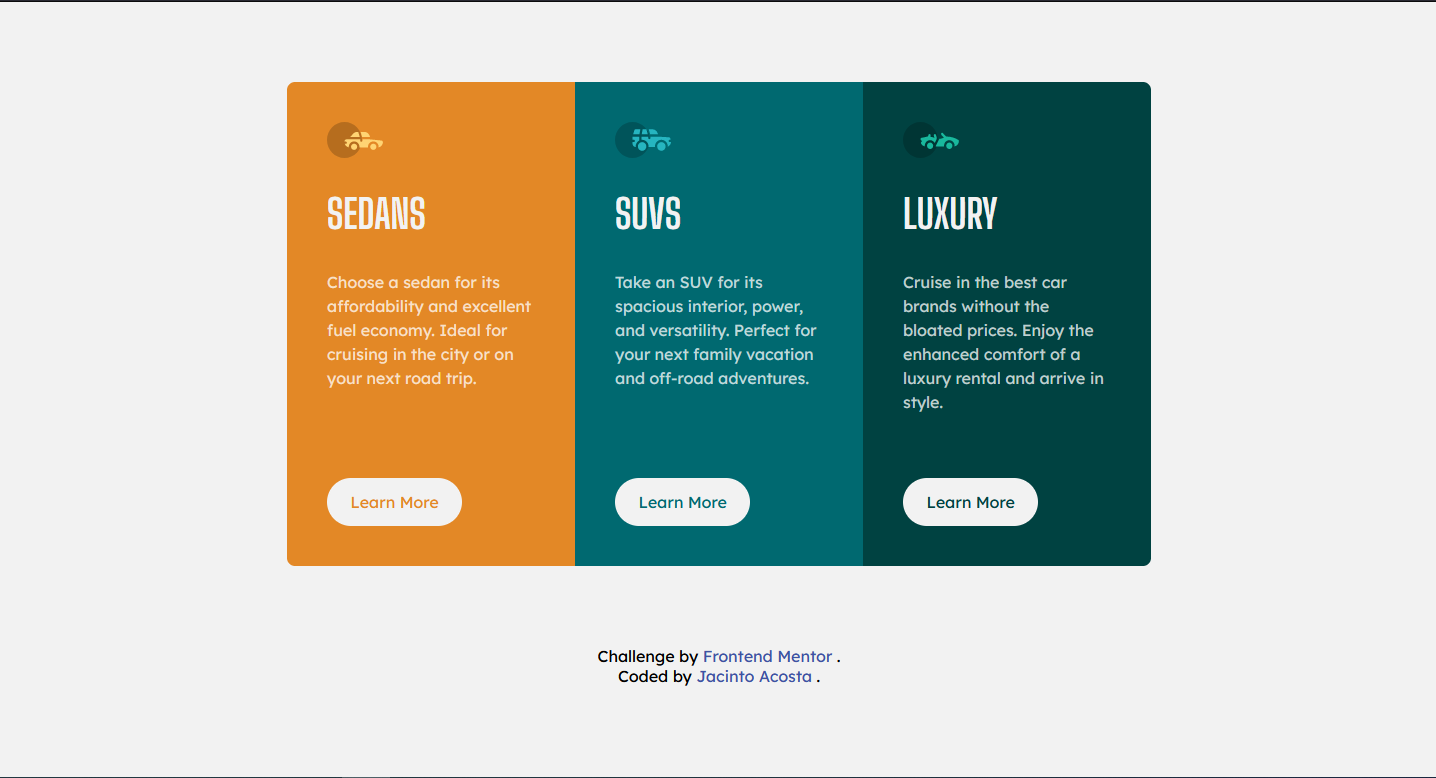 SEDANS
Choose a sedan for its
affordability and excellent
fuel economy. Ideal for
cruising in the city or on
your next road trip.
Learn More
SUVS
Take an SUV for its
spacious interior, power,
and versatility. Perfect for
your next family vacation
and off-road adventures.
Learn More
LUXURY
Cruise in the best car
brands without the
bloated prices. Enjoy the
enhanced comfort of a
luxury rental and arrive in
style.
Learn More
Challenge by Frontend Mentor .
Coded by Jacinto Acosta .